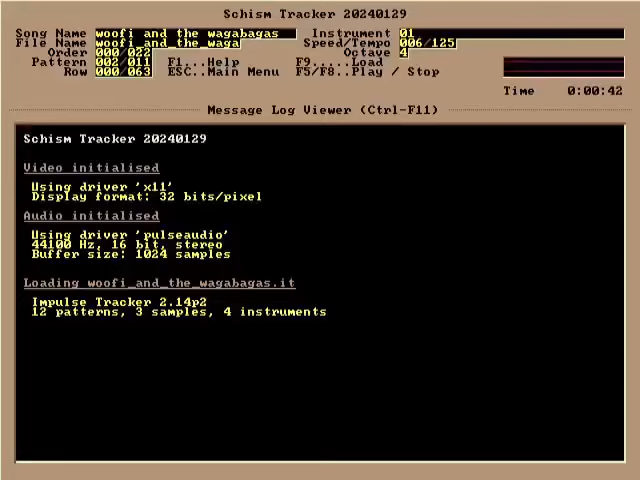 Schism Tracker 20240129
Song Name woofi and the wagabagas Instrument 01
File Name woofi_and_the_waga Speed/Tempo 006/125
Order 000/022 Octave 4
Pattern 002/011 F1...Help F9.....Load
Row 000/063 ESC..Main Menu F5/F8..Play / Stop
Time 0:00:42
Message Log Viewer (Ctrl-F11)
Schism Tracker 20240129
Video initialised
Using driver 'x11'
Display format: 32 bits/pixel
Audio initialised
Using driver 'pulseaudio'
44100 Hz, 16 bit, stereo
Buffer size: 1024 samples
Loading woofi_and_the_wagabagas.it
Impulse Tracker 2.14p2
12 patterns, 3 samples, 4 instruments